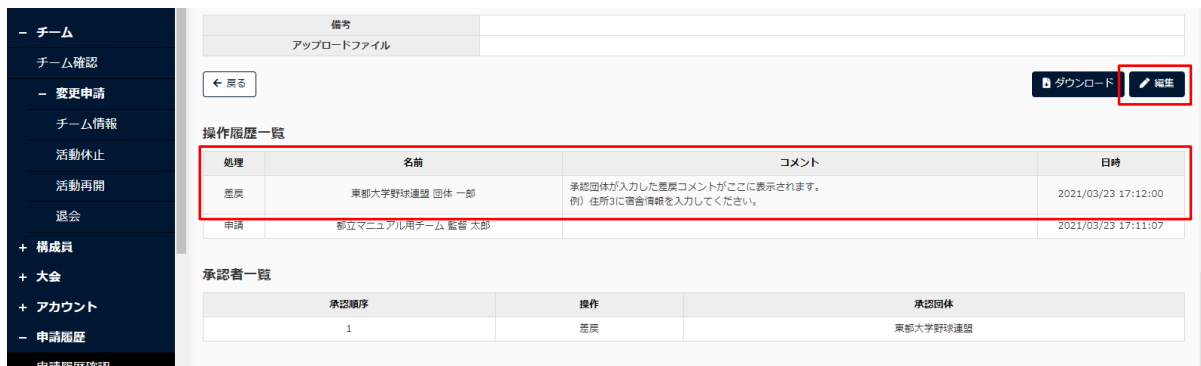 − チーム
チーム確認
− 変更申請
チーム情報
活動休止
活動再開
退会
+ 構成員
+ 大会
+ アカウント
− 申請履歴
申請履歴確認
備考
アップロードファイル
← 戻る
ダウンロード
編集
操作履歴一覧
処理 名前 コメント 日時
差戻 東都大学野球連盟 団体 一郎 承認団体が入力した差戻コメントがここに表示されます。 2021/03/23 17:12:00
例）住所3に宿舎情報を入力してください。
申請 都立マニュアル用チーム 監督 太郎 2021/03/23 17:11:07
承認者一覧
承認順序 操作 承認団体
1 差戻 東都大学野球連盟